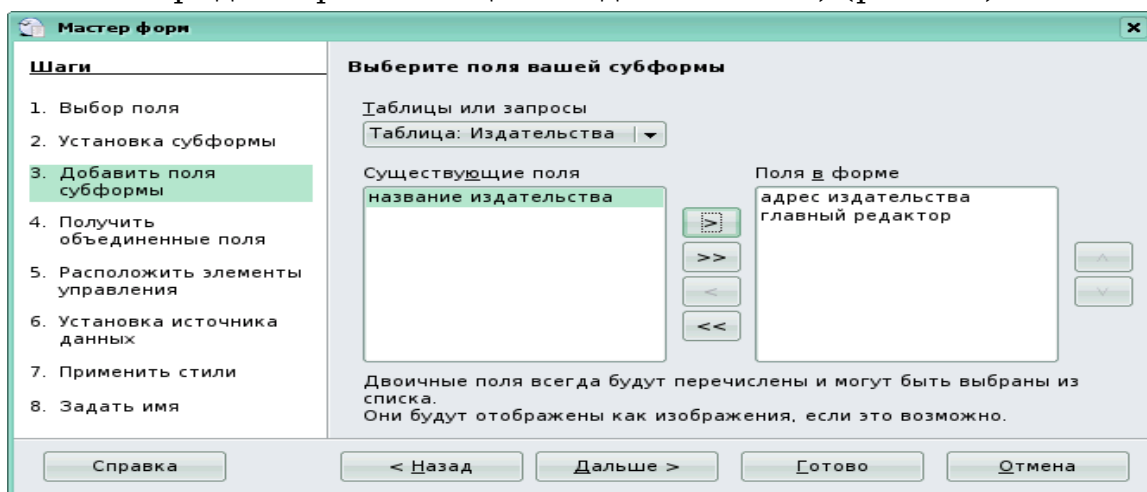 Мастер форм
Шаги
1. Выбор поля
2. Установка субформы
3. Добавить поля
субформы
4. Получить
объединенные поля
5. Расположить элементы
управления
6. Установка источника
данных
7. Применить стили
8. Задать имя
Выберите поля вашей субформы
Таблицы или запросы
Таблица: Издательства
Существующие поля
название издательства
>
>>
<
<<
Поля в форме
адрес издательства
главный редактор
Двоичные поля всегда будут перечислены и могут быть выбраны из
списка.
Они будут отображены как изображения, если это возможно.
Справка
< Назад
Дальше >
Готово
Отмена